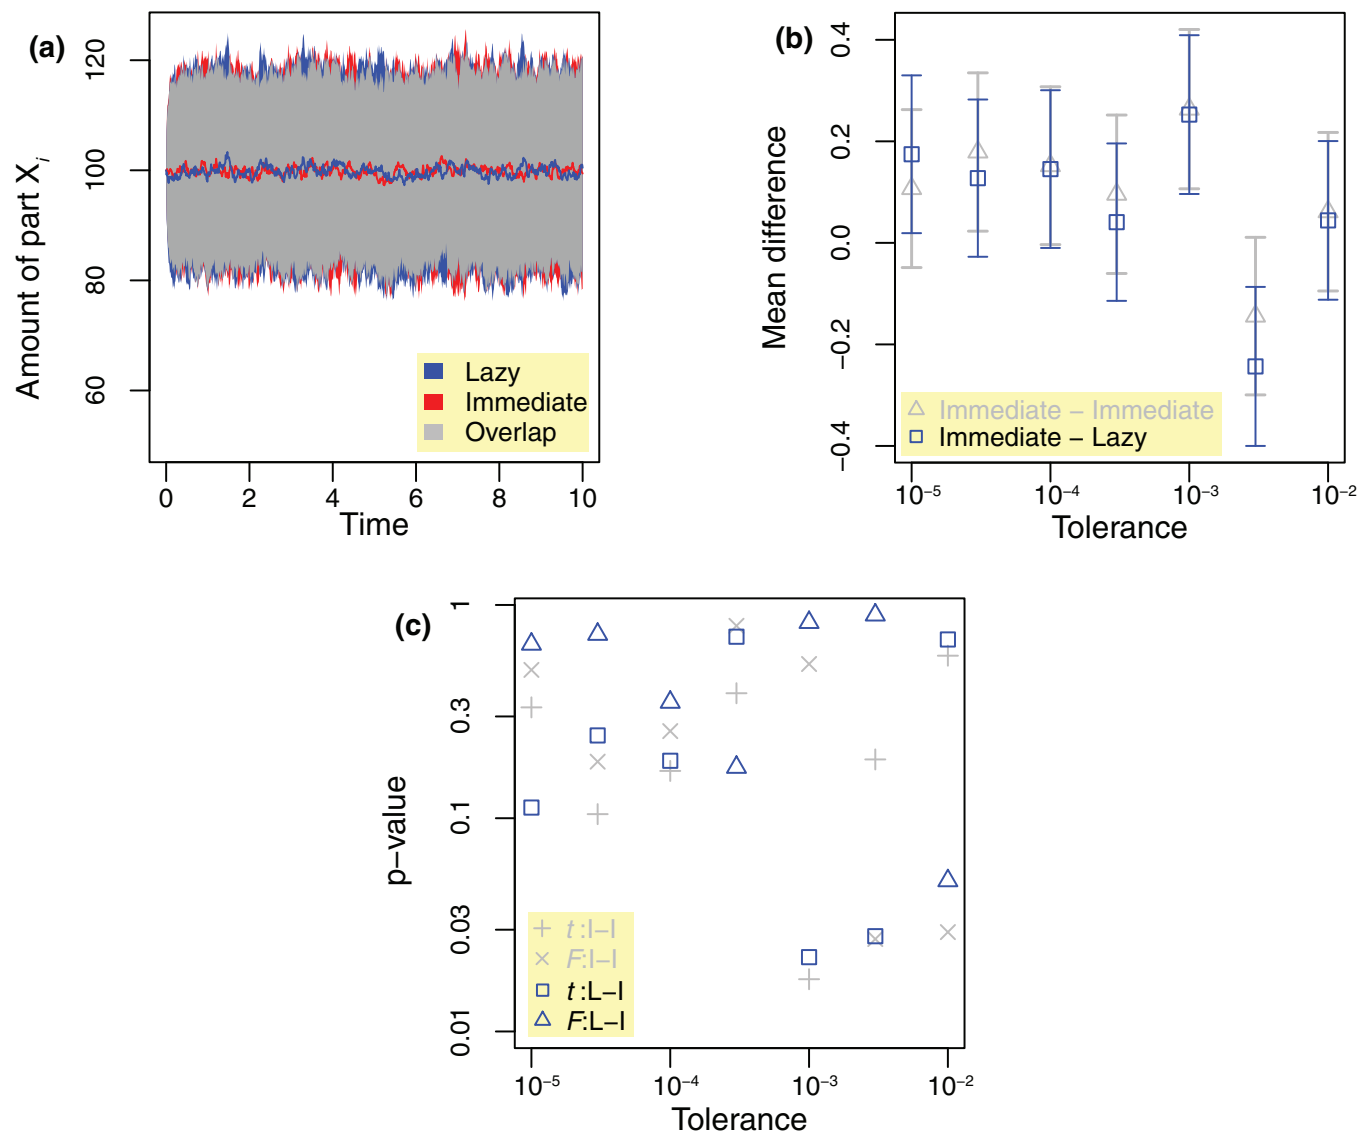 (a)
Amount of part Xi
120
100
80
60
Lazy
Immediate
Overlap
0 2 4 6 8 10
Time
(b)
Mean difference
0.4
0.2
0.0
−0.2
−0.4
Immediate − Immediate
Immediate − Lazy
10−5 10−4 10−3 10−2
Tolerance
(c)
p−value
1
0.3
0.1
0.03
0.01
t :I−I
F:I−I
t :L−I
F:L−I
10−5 10−4 10−3 10−2
Tolerance